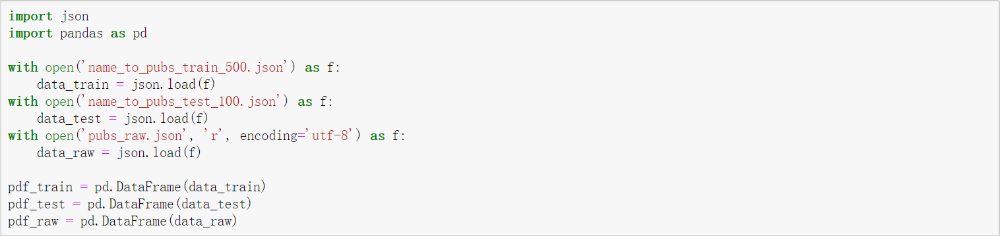 import json
import pandas as pd
with open('name_to_pubs_train_500.json') as f:
    data_train = json.load(f)
with open('name_to_pubs_test_100.json') as f:
    data_test = json.load(f)
with open('pubs_raw.json', 'r', encoding='utf-8') as f:
    data_raw = json.load(f)
pdf_train = pd.DataFrame(data_train)
pdf_test = pd.DataFrame(data_test)
pdf_raw = pd.DataFrame(data_raw)